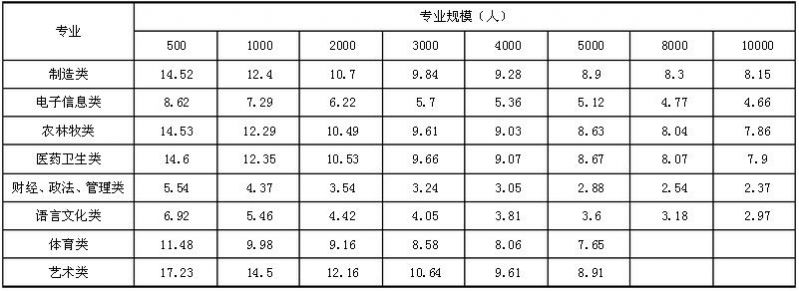 专业 专业规模（人）
500 1000 2000 3000 4000 5000 8000 10000
制造类 14.52 12.4 10.7 9.84 9.28 8.9 8.3 8.15
电子信息类 8.62 7.29 6.22 5.7 5.36 5.12 4.77 4.66
农林牧类 14.53 12.29 10.49 9.61 9.03 8.63 8.04 7.86
医药卫生类 14.6 12.35 10.53 9.66 9.07 8.67 8.07 7.9
财经、政法、管理类 5.54 4.37 3.54 3.24 3.05 2.88 2.54 2.37
语言文化类 6.92 5.46 4.42 4.05 3.81 3.6 3.18 2.97
体育类 11.48 9.98 9.16 8.58 8.06 7.65
艺术类 17.23 14.5 12.16 10.64 9.61 8.91